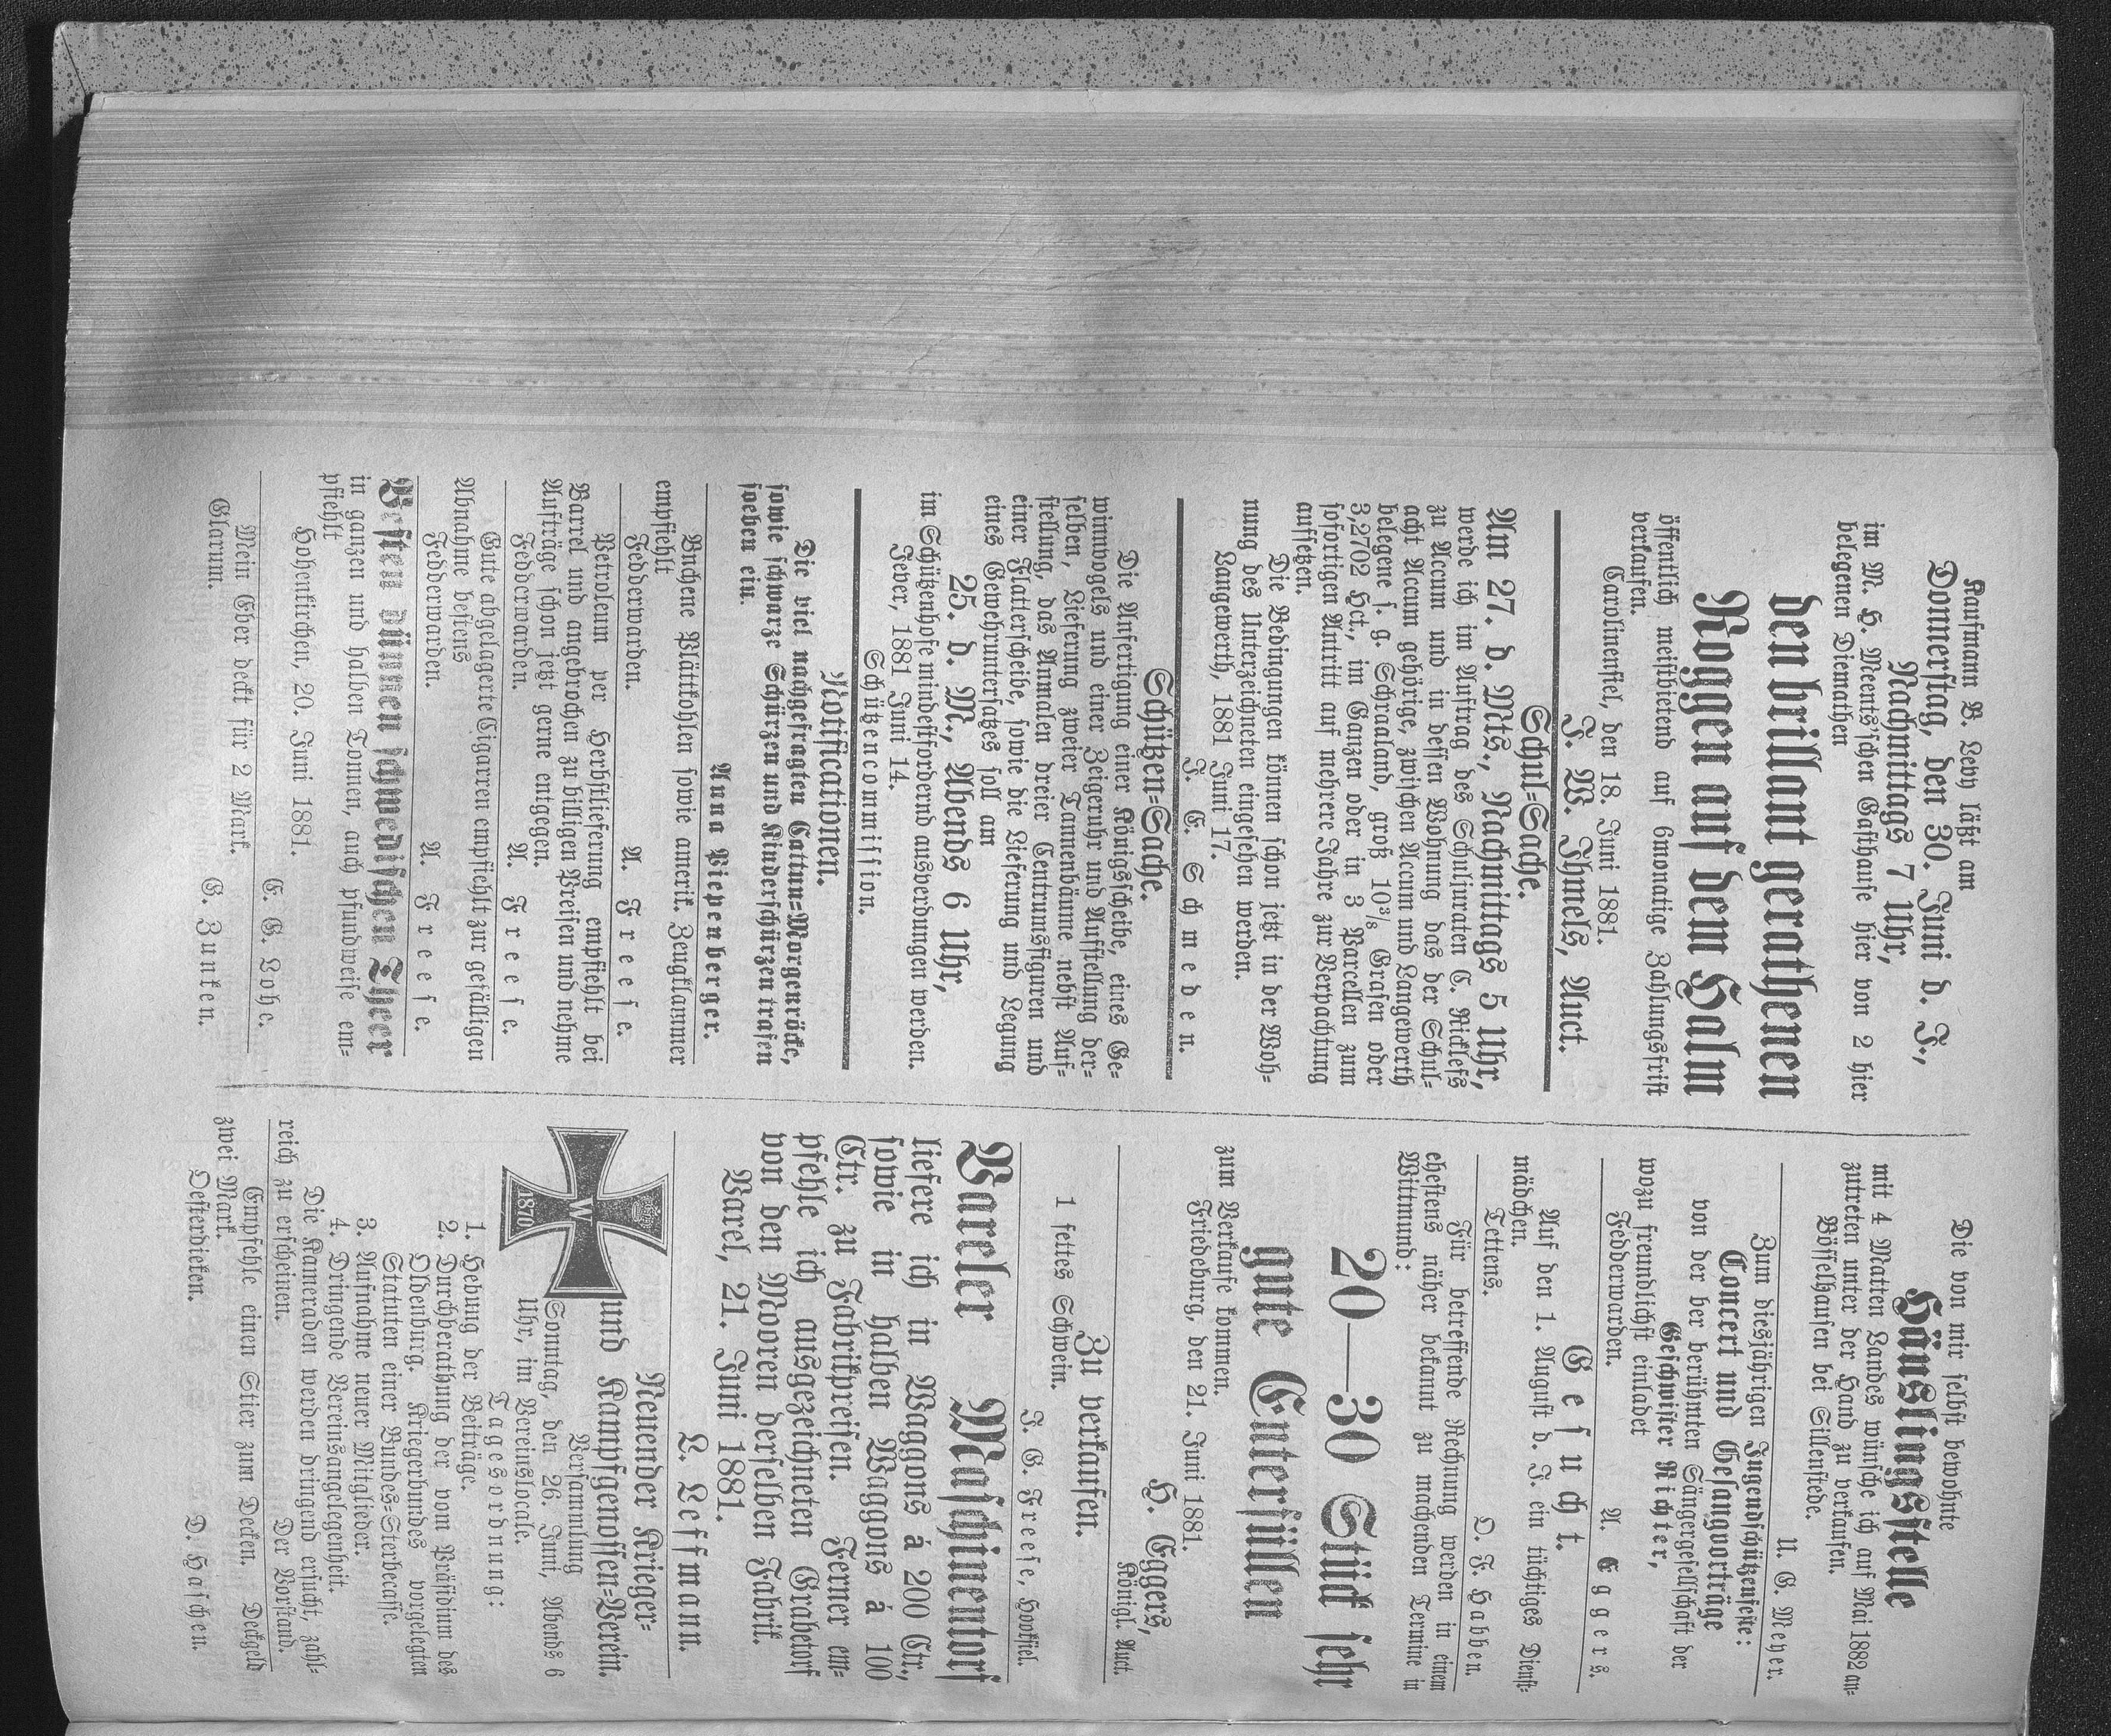 Kaufmann B. Levy läßt am
Donnerstag, den 30. Juni d. J.,
Nachmittags 7 Uhr,
im M. H. Meents'schen Gasthause hier von 2 hier
belegenen Diemathen
den brillant gerathenen
Roggen auf dem Halm
öffentlich meistbietend auf 6monatige Zahlungsfrist
verkaufen.
Carolinensiel, den 18. Juni 1881.
J. W. Ihmels, Auct.
Schul=Sache.
Am 27. d. Mts., Nachmittags 5 Uhr,
werde ich im Auftrag des Schuljuraten C. Ricklefs
zu Accum und in dessen Wohnung das der Schul=
acht Accum gehörige, zwischen Accum und Langewerth
belegene s. g. Schraaland, groß 10⅜ Grasen oder
3,2702 Hct., im Ganzen oder in 3 Parcellen zum
sofortigen Antritt auf mehrere Jahre zur Verpachtung
aufsetzen.
Die Bedingungen können schon jetzt in der Woh=
nung des Unterzeichneten eingesehen werden.
Langewerth, 1881 Juni 17.
J. G. Schmeden.
Schützen=Sache.
Die Anfertigung einer Königsscheibe, eines Ge=
winnvogels und einer Zeigeruhr und Aufstellung der=
selben, Lieferung zweier Tannenbäume nebst Auf=
stellung, das Anmalen dreier Centrumsfiguren und
einer Flatterscheibe, sowie die Lieferung und Legung
eines Gewehruntersatzes soll am
25. d. M., Abends 6 Uhr,
im Schützenhofe mindestfordernd ausverdungen werden.
Jever, 1881 Juni 14.
Schützencommission.
Notificationen.
Die viel nachgefragten Cattun=Morgenröcke,
sowie schwarze Schürzen und Kinderschürzen trafen
soeben ein.
Anna Piepenberger.
Büchene Plättkohlen sowie amerik. Zeugklammer
empfiehlt
Fedderwarden. A. Freese.
Petroleum per Herbstlieferung empfiehlt bei
Barrel und angebrochen zu billigen Preisen und nehme
Aufträge schon jetzt gerne entgegen.
Fedderwarden. A. Freese.
Gute abgelagerte Cigarren empfiehlt zur gefälligen
Abnahme bestens
Fedderwarden. A. Freese.
Besten dünnen schwedischen Theer
in ganzen und halben Tonnen, auch pfundweise em=
pfiehlt
Hohenkirchen, 20. Juni 1881.
E. G. Lohe.
Mein Eber deckt für 2 Mark.
Clarum. G. Junken.
Die von mir selbst bewohnte
Häuslingsstelle
mit 4 Matten Landes wünsche ich auf Mai 1882 an=
zutreten unter der Hand zu verkaufen.
Pösselhausen bei Sillenstede.
U. G. Meyer.
Zum diesjährigen Jugendschützenfeste:
Concert und Gesangvorträge
von der der berühmten Sängergesellschaft der
Geschwister Richter,
wozu freundlichst einladet
Fedderwarden. A. Eggers.
Gesucht.
Auf den 1. August d. J. ein tüchtiges Dienst=
mädchen.
Tettens. O. F. Habben.
Für betreffende Rechnung werden in einem
ehestens näher bekannt zu machenden Termine in
Wittmund:
20—30 Stück sehr
gute Enterfüllen
zum Verkaufe kommen.
Friedeburg, den 21. Juni 1881.
H. Eggers,
Königl. Auct.
Zu verkaufen.
1 fettes Schwein.
J. G. Freese, Hooksiel.
Vareler Maschinentorf
liefere ich in Waggons à 200 Ctr.,
sowie in halben Waggons à 100
Ctr. zu Fabrikpreisen. Ferner em=
pfehle ich ausgezeichneten Grabetorf
von den Mooren derselben Fabrik.
Varel, 21. Juni 1881.
L. Leffmann.
W
1870
Neuender Krieger=
und Kampfgenossen=Verein.
Versammlung
Sonntag, den 26. Juni, Abends 6
Uhr, im Vereinslocale.
Tagesordnung:
1. Hebung der Beiträge.
2. Durchberathung der vom Präsidium des
Oldenburg. Kriegerbundes vorgelegten
Statuten einer Bundes=Sterbecasse.
3. Aufnahme neuer Mitglieder.
4. Dringende Vereinsangelegenheit.
Die Kameraden werden dringend ersucht, zahl=
reich zu erscheinen. Der Vorstand.
Empfehle einen Stier zum Decken. Deckgeld
zwei Mark.
Oesterdieken. D. Hashen.